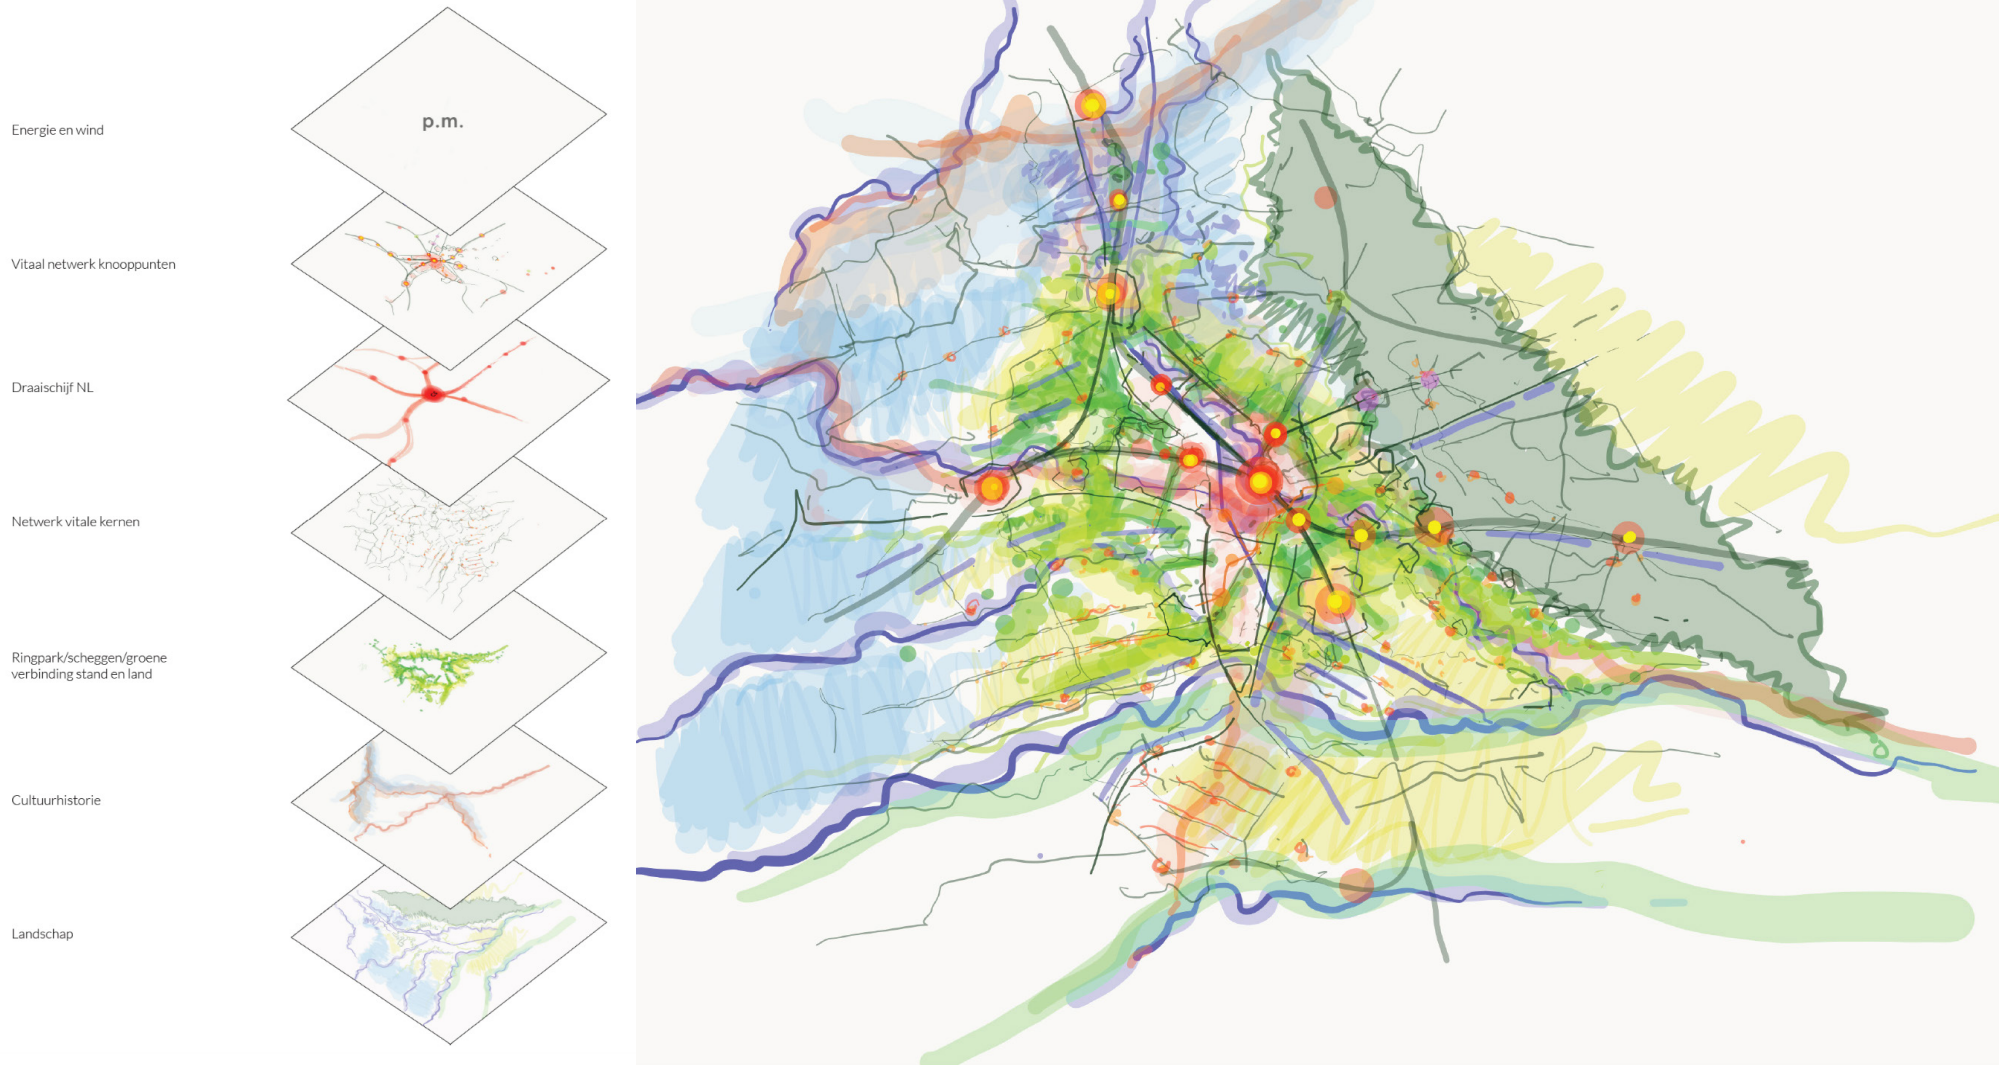 Energie en wind
p.m.
Vitaal netwerk knooppunten
Draaischijf NL
Netwerk vitale kernen
Ringpark/scheggen/groene
verbinding stand en land
Cultuurhistorie
Landschap